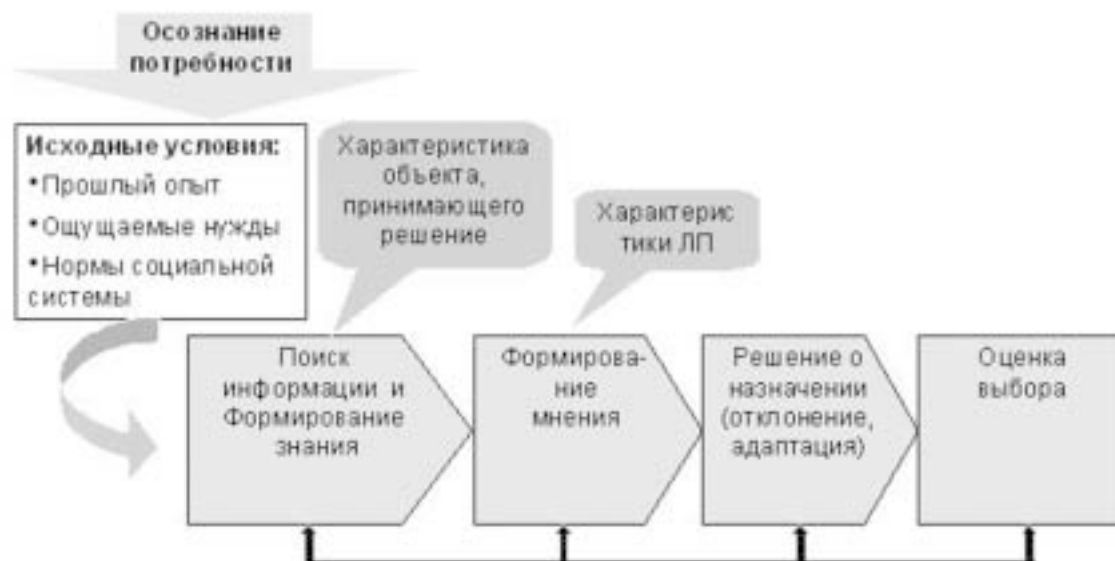 Осознание
потребности
Исходные условия:
•Прошлый опыт
•Ощущаемые нужды
•Нормы социальной
системы
Характеристика
объекта,
принимающего
решение
Характерис
тики ЛП
Поиск
информации и
Формирование
знания
Формирова-
ние
мнения
Решение о
назначении
(отклонение,
адаптация)
Оценка
выбора